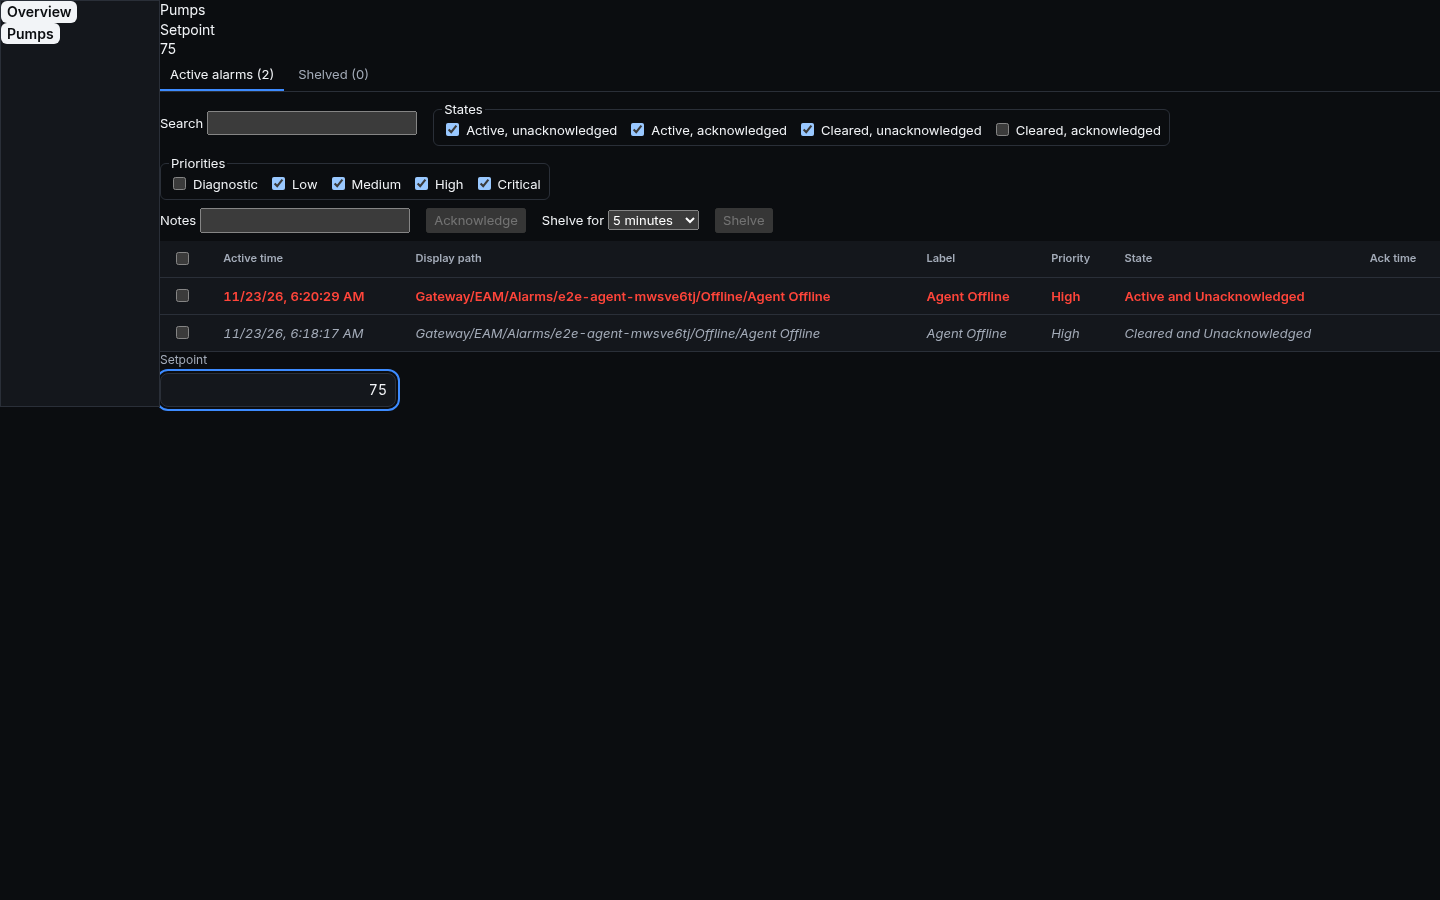 Overview
Pumps
Pumps
Setpoint
75
Active alarms (2) Shelved (0)
Search
States
Active, unacknowledged Active, acknowledged Cleared, unacknowledged Cleared, acknowledged
Priorities
Diagnostic Low Medium High Critical
Notes Acknowledge Shelve for 5 minutes Shelve
Active time Display path Label Priority State Ack time
11/23/26, 6:20:29 AM Gateway/EAM/Alarms/e2e-agent-mwsve6tj/Offline/Agent Offline Agent Offline High Active and Unacknowledged
11/23/26, 6:18:17 AM Gateway/EAM/Alarms/e2e-agent-mwsve6tj/Offline/Agent Offline Agent Offline High Cleared and Unacknowledged
Setpoint
75